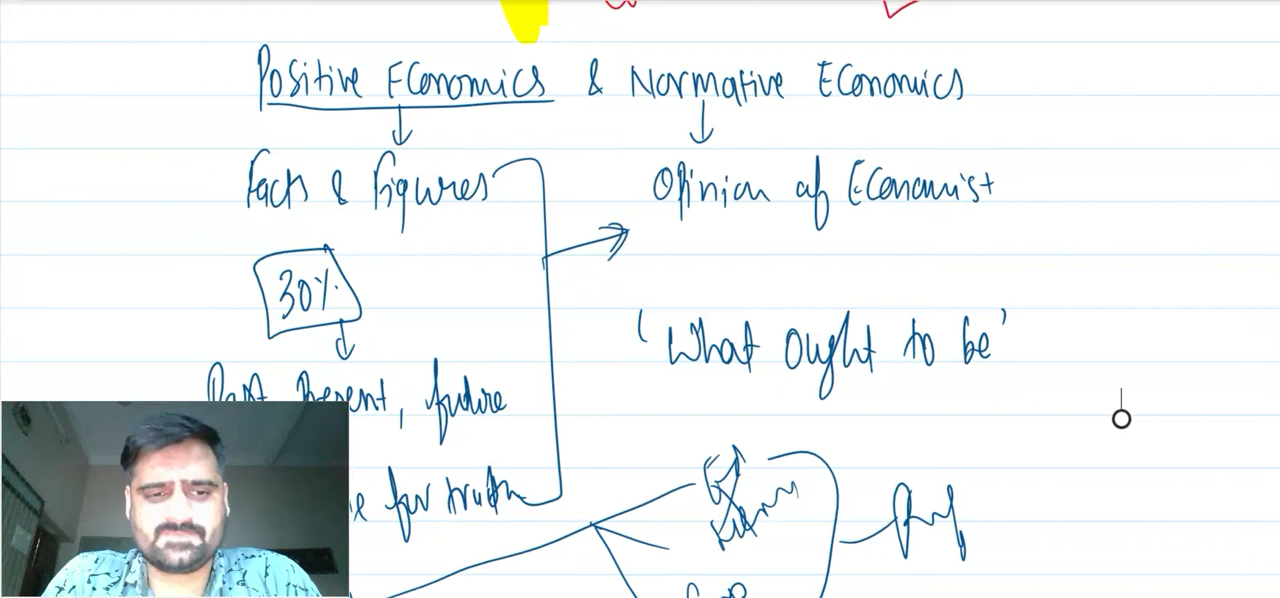 Positive Economics & Normative Economics
Facts & Figures
Opinion of Economist
30%
'What ought to be'
Past, Present, future
for truth